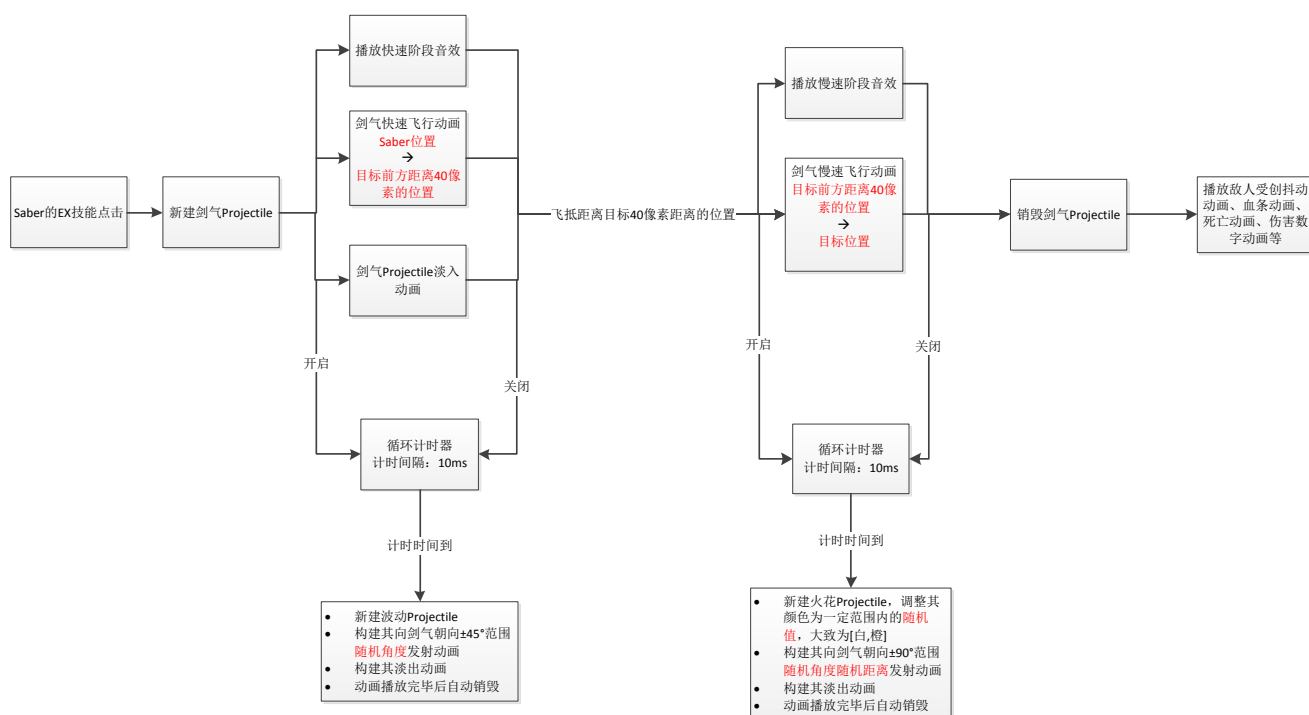 Saber的EX技能点击
新建剑气Projectile
播放快速阶段音效
剑气快速飞行动画
Saber位置
→
目标前方距离40像
素的位置
剑气Projectile淡入
动画
开启
关闭
循环计时器
计时间隔：10ms
计时时间到
• 新建波动Projectile
• 构建其向剑气朝向±45°范围
随机角度发射动画
• 构建其淡出动画
• 动画播放完毕后自动销毁
飞抵距离目标40像素距离的位置
播放慢速阶段音效
剑气慢速飞行动画
目标前方距离40像
素的位置
→
目标位置
开启
关闭
循环计时器
计时间隔：10ms
计时时间到
• 新建火花Projectile，调整其
颜色为一定范围内的随机
值，大致为[白,橙]
• 构建其向剑气朝向±90°范围
随机角度随机距离发射动画
• 构建其淡出动画
• 动画播放完毕后自动销毁
销毁剑气Projectile
播放敌人受创抖动
动画、血条动画、
死亡动画、伤害数
字动画等